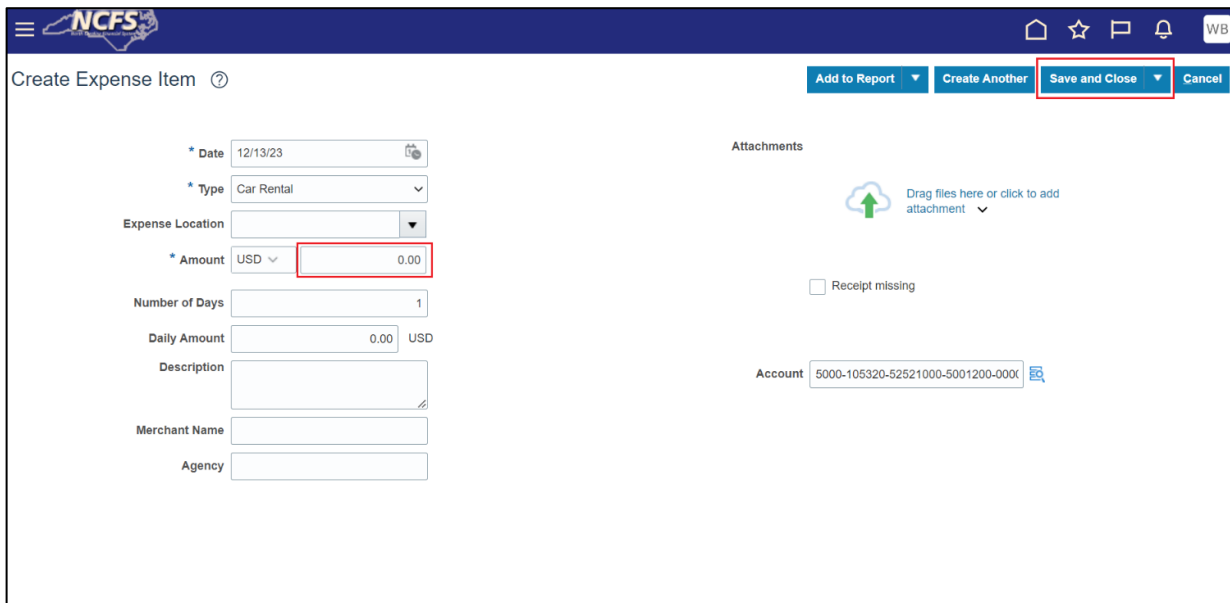 NCFS
WB
Create Expense Item
Add to Report
Create Another
Save and Close
Cancel
* Date 12/13/23
* Type Car Rental
Expense Location
* Amount USD 0.00
Number of Days 1
Daily Amount 0.00 USD
Description
Merchant Name
Agency
Attachments
Drag files here or click to add
attachment
Receipt missing
Account 5000-105320-52521000-5001200-000